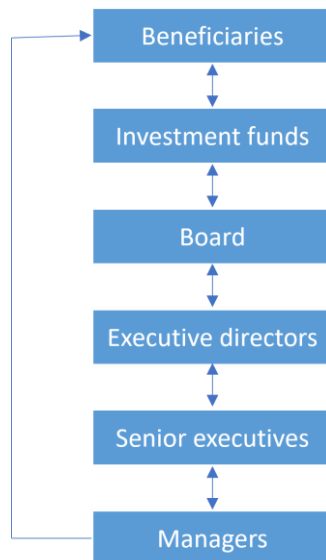 Beneficiaries
Investment funds
Board
Executive directors
Senior executives
Managers